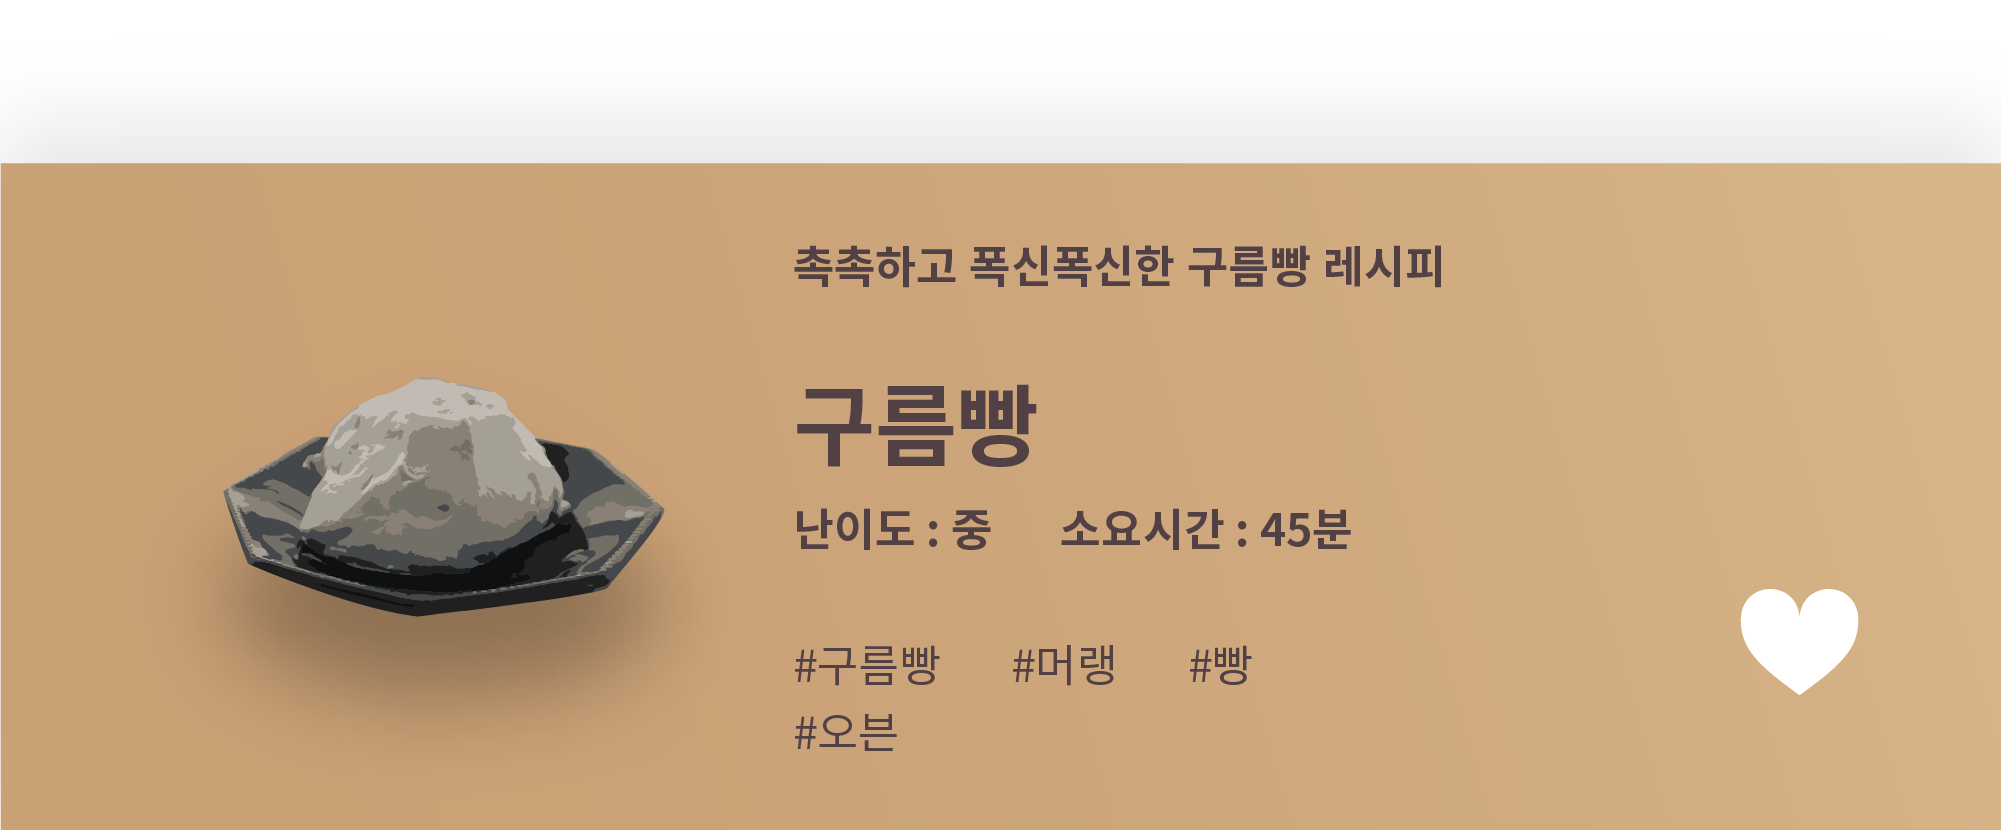 촉촉하고 폭신폭신한 구름빵 레시피
구름빵
난이도 : 중 소요시간 : 45분
#구름빵 #머랭 #빵
#오븐